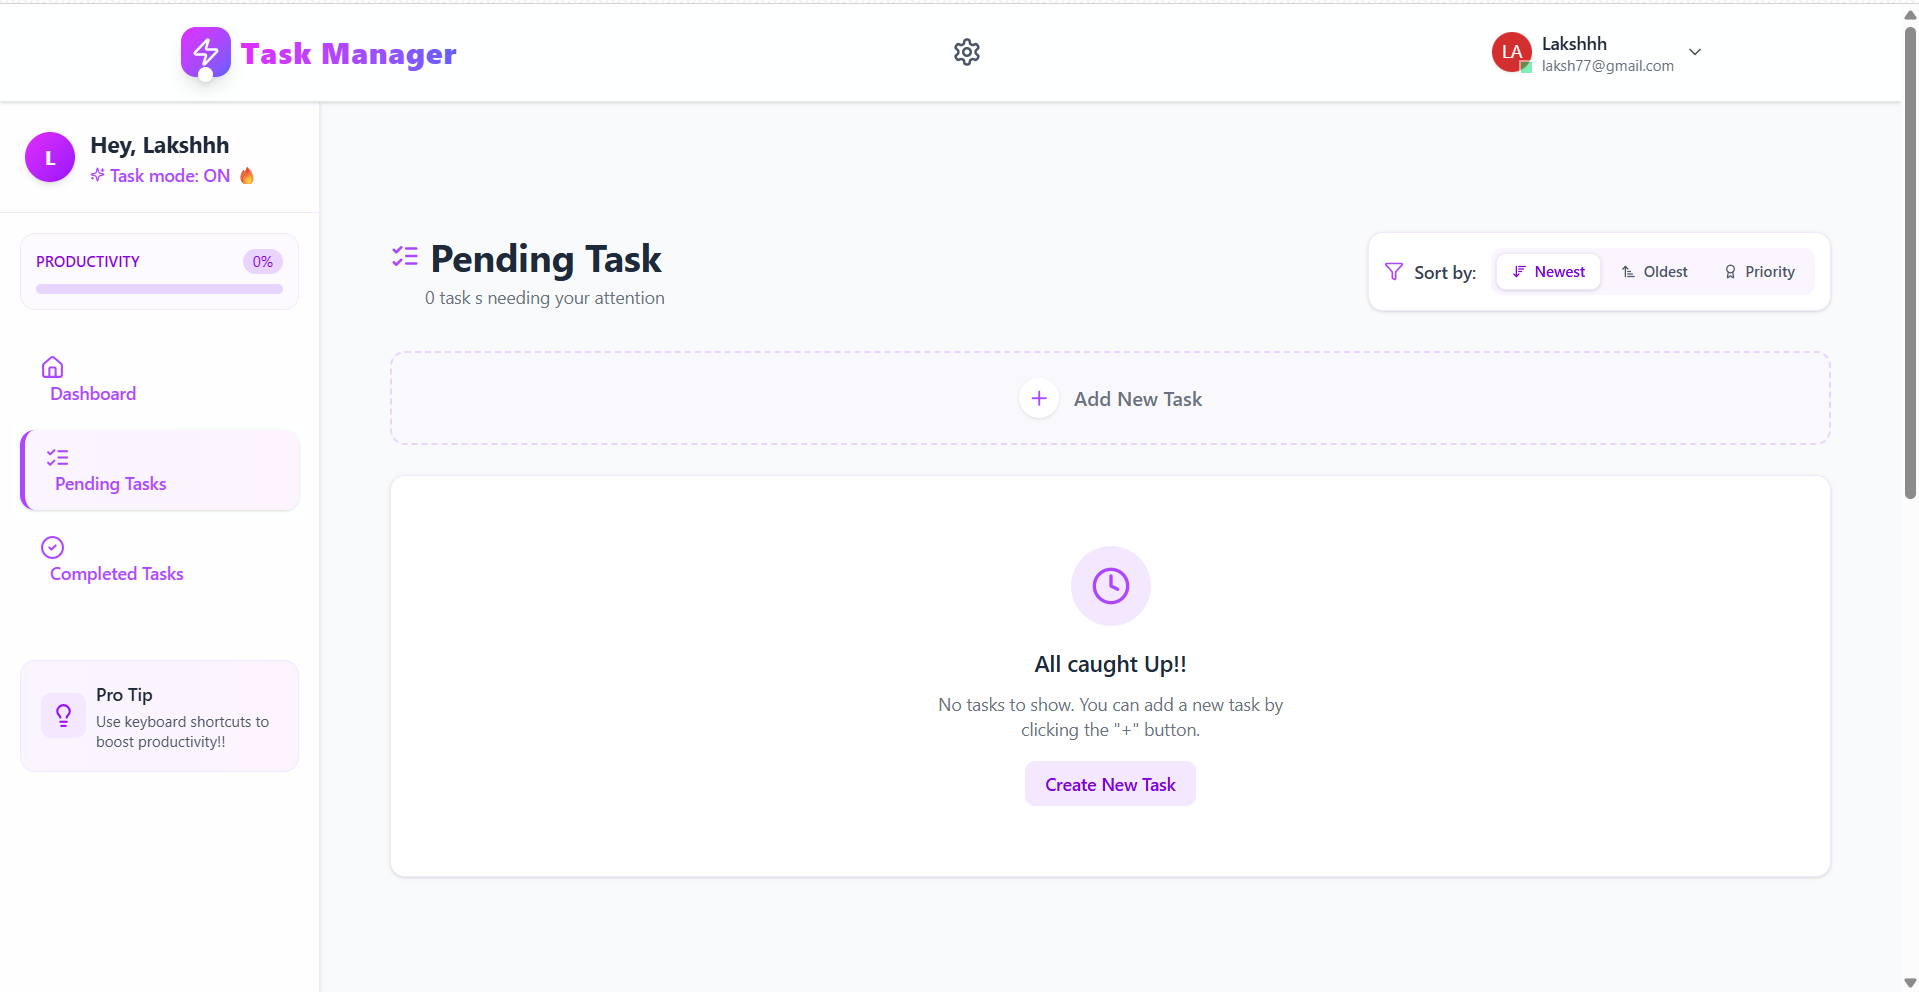 Task Manager
LA
Lakshhh
laksh77@gmail.com
L
Hey, Lakshhh
Task mode: ON 🔥
PRODUCTIVITY
0%
Dashboard
Pending Tasks
Completed Tasks
Pro Tip
Use keyboard shortcuts to
boost productivity!!
Pending Task
0 task s needing your attention
Sort by:
Newest
Oldest
Priority
+ Add New Task
All caught Up!!
No tasks to show. You can add a new task by
clicking the "+" button.
Create New Task